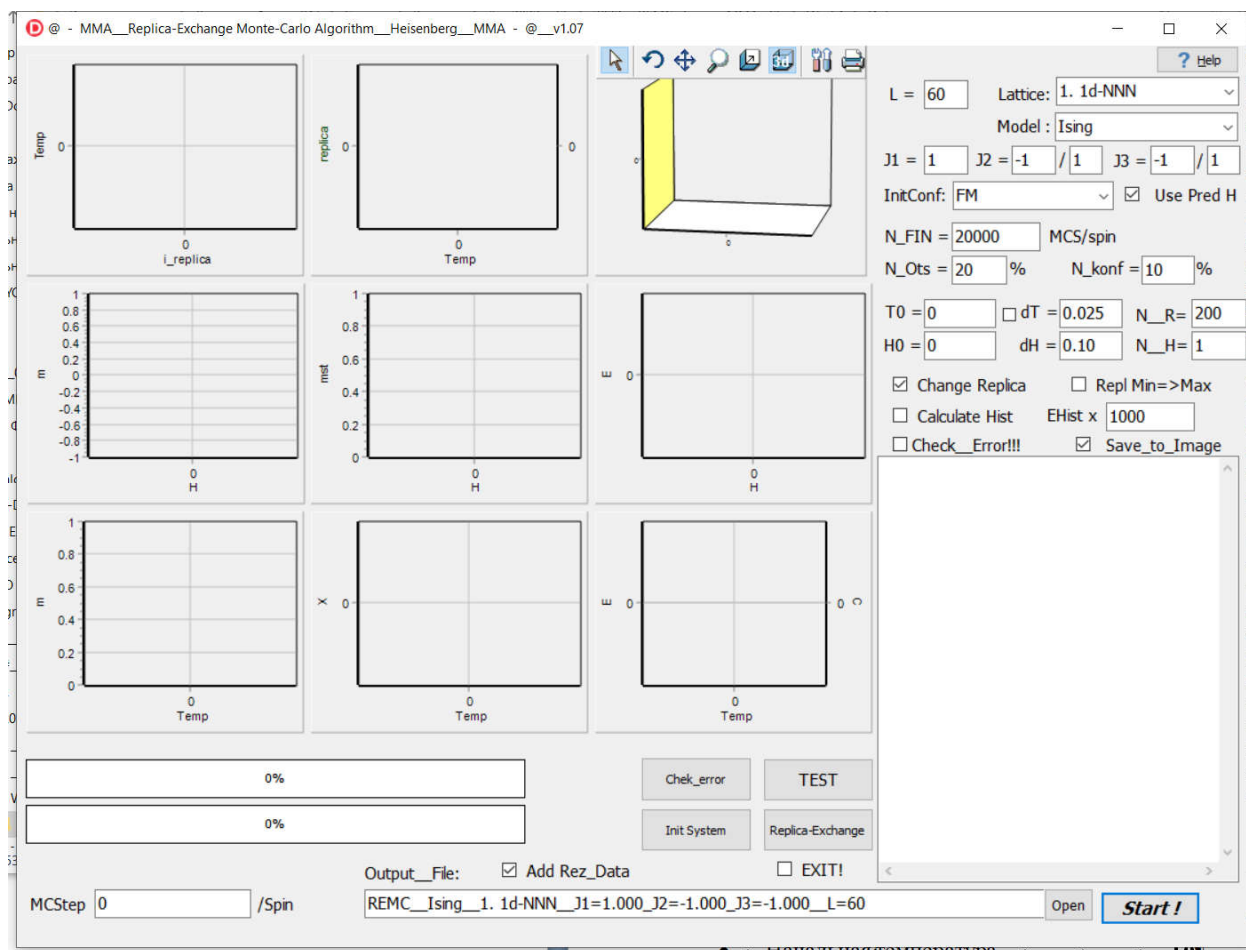 @ - MMA__Replica-Exchange Monte-Carlo Algorithm__Heisenberg__MMA - @__v1.07
? Help
L = 60 Lattice: 1. 1d-NNN
Model : Ising
J1 = 1 J2 = -1 / 1 J3 = -1 / 1
InitConf: FM Use Pred H
N_FIN = 20000 MCS/spin
N_Ots = 20 % N_konf = 10 %
T0 = 0 dT = 0.025 N__R= 200
H0 = 0 dH = 0.10 N__H= 1
Change Replica Repl Min=>Max
Calculate Hist EHist x 1000
Check__Error!!! Save_to_Image
Temp
0
0
i_replica
replica
0
0
0
Temp
3d
0
0
m
1
0.8
0.6
0.4
0.2
0
-0.2
-0.4
-0.6
-0.8
-1
0
H
mst
1
0.8
0.6
0.4
0.2
0
0
H
E
0
0
H
m
1
0.8
0.6
0.4
0.2
0
0
Temp
X
0
0
Temp
E
0
0
C
0
Temp
0%
0%
Chek_error TEST
Init System Replica-Exchange
Output__File: Add Rez_Data EXIT!
MCStep 0 /Spin REMC__Ising__1. 1d-NNN__J1=1.000_J2=-1.000_J3=-1.000__L=60 Open Start !